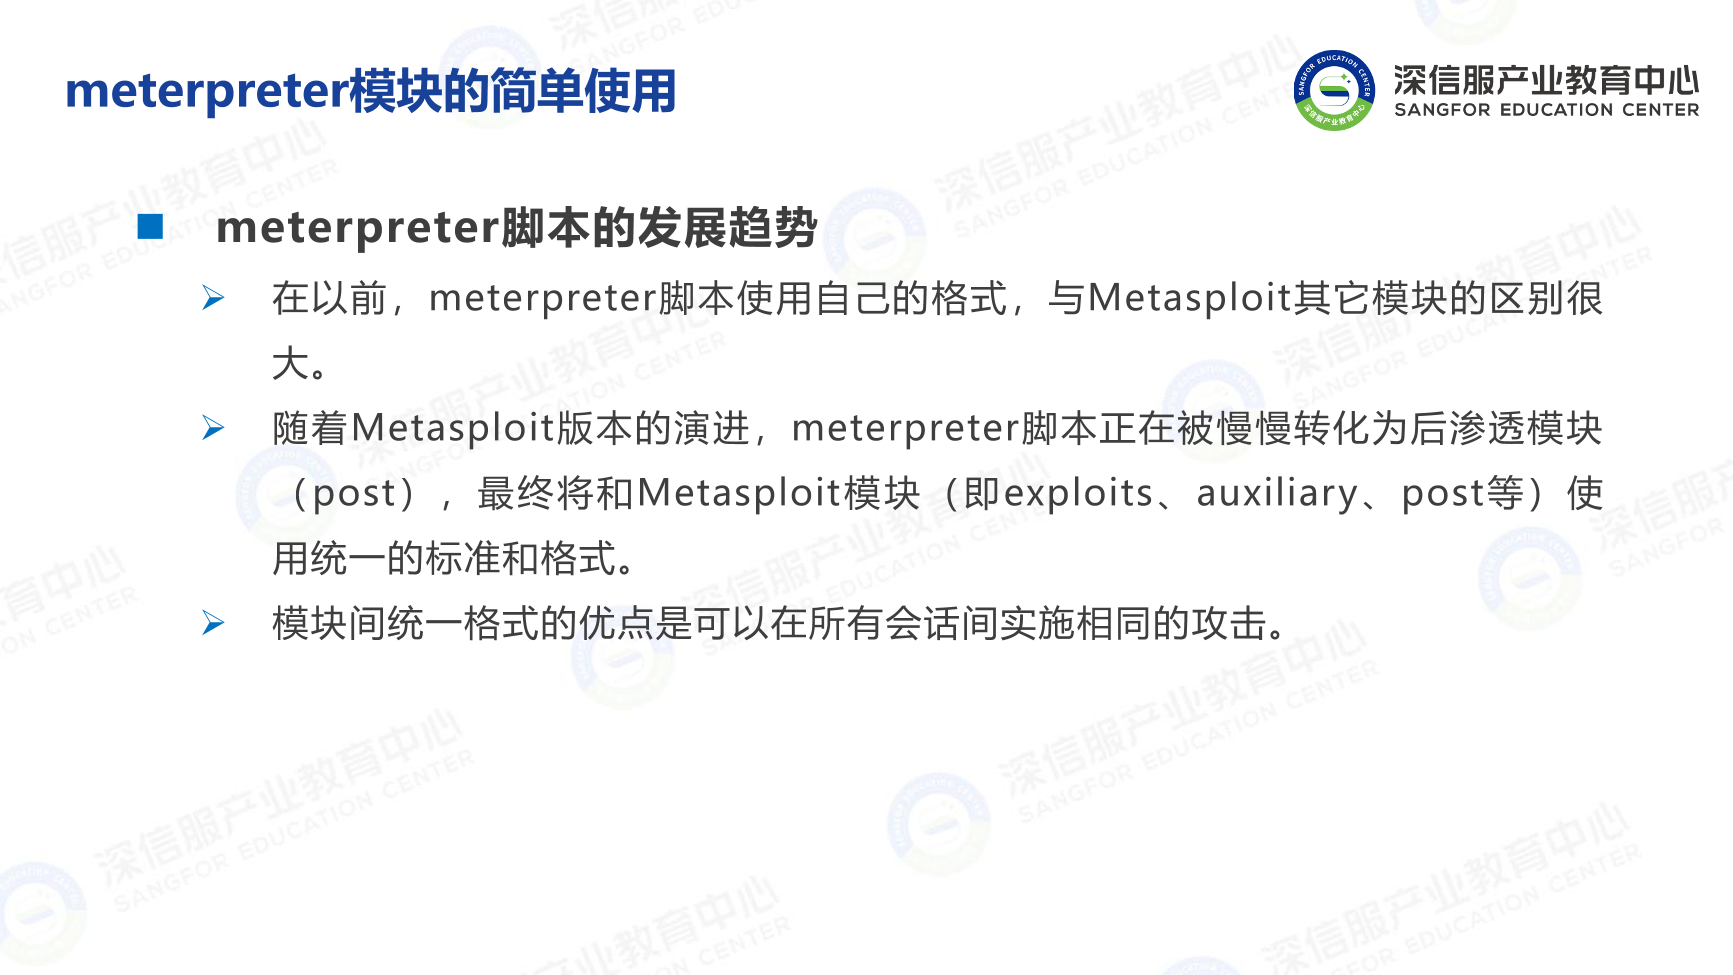 meterpreter模块的简单使用
深信服产业教育中心
SANGFOR EDUCATION CENTER
meterpreter脚本的发展趋势
在以前，meterpreter脚本使用自己的格式，与Metasploit其它模块的区别很
大。
随着Metasploit版本的演进，meterpreter脚本正在被慢慢转化为后渗透模块
（post），最终将和Metasploit模块（即exploits、auxiliary、post等）使
用统一的标准和格式。
模块间统一格式的优点是可以在所有会话间实施相同的攻击。